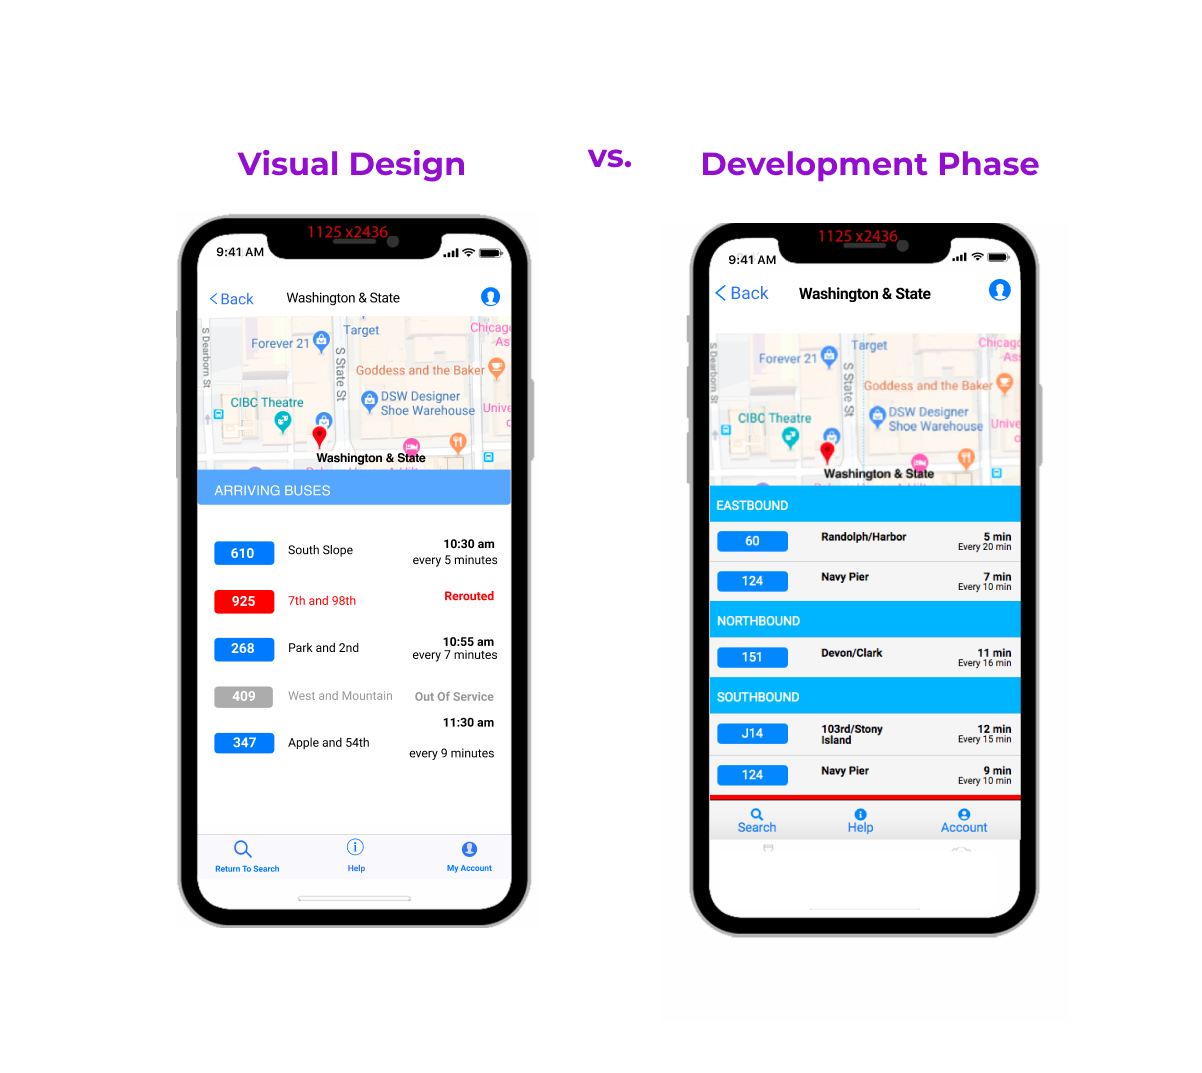 Visual Design
vs.
Development Phase
1125 x2436
9:41 AM
Back
Washington & State
S Dearborn St
Forever 21
Target
S State St
Chicag
As
Goddess and the Baker
CIBC Theatre
DSW Designer
Shoe Warehouse
Unive
Washington & State
ARRIVING BUSES
610
South Slope
10:30 am
every 5 minutes
925
7th and 98th
Rerouted
268
Park and 2nd
10:55 am
every 7 minutes
409
West and Mountain
Out Of Service
347
Apple and 54th
11:30 am
every 9 minutes
Return To Search
Help
My Account
1125 x2436
9:41 AM
Back
Washington & State
S Dearborn St
Forever 21
Target
S State St
Chicag
As
Goddess and the Baker
CIBC Theatre
DSW Designer
Shoe Warehouse
Unive
Washington & State
EASTBOUND
60
Randolph/Harbor
5 min
Every 20 min
124
Navy Pier
7 min
Every 10 min
NORTHBOUND
151
Devon/Clark
11 min
Every 16 min
SOUTHBOUND
J14
103rd/Stony
Island
12 min
Every 15 min
124
Navy Pier
9 min
Every 10 min
Search
Help
Account